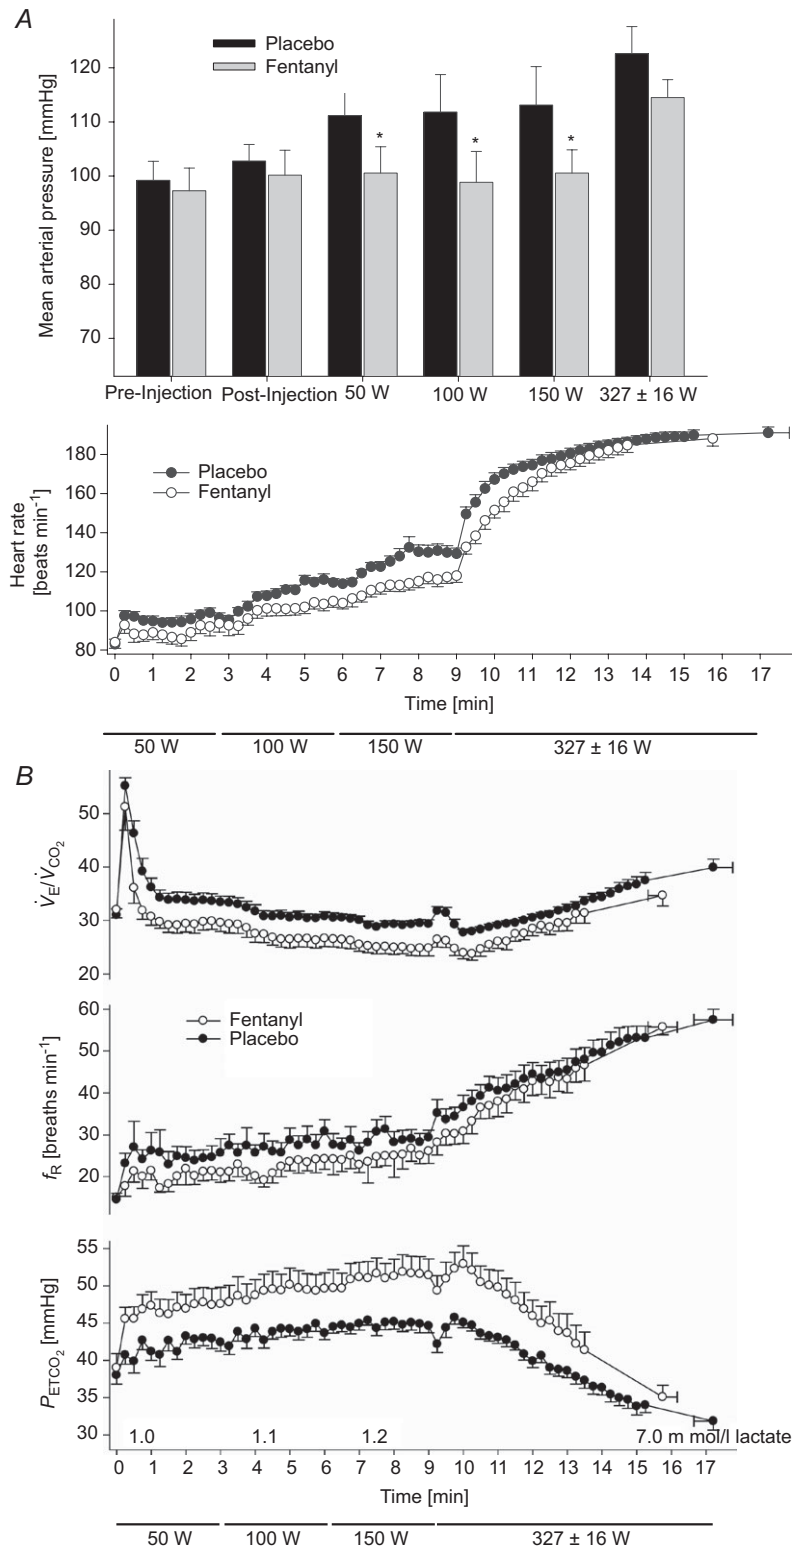 A
Mean arterial pressure [mmHg]
120
110
100
90
80
70
Placebo
Fentanyl
* * *
Pre-Injection Post-Injection 50 W 100 W 150 W 327 ± 16 W
Heart rate
[beats min-1]
180
160
140
120
100
80
Placebo
Fentanyl
0 1 2 3 4 5 6 7 8 9 10 11 12 13 14 15 16 17
Time [min]
50 W 100 W 150 W 327 ± 16 W
B
V̇E/V̇CO2
50
40
30
20
fR [breaths min-1]
60
50
40
30
20
Fentanyl
Placebo
PETCO2 [mmHg]
55
50
45
40
35
30
1.0 1.1 1.2 7.0 m mol/l lactate
0 1 2 3 4 5 6 7 8 9 10 11 12 13 14 15 16 17
Time [min]
50 W 100 W 150 W 327 ± 16 W